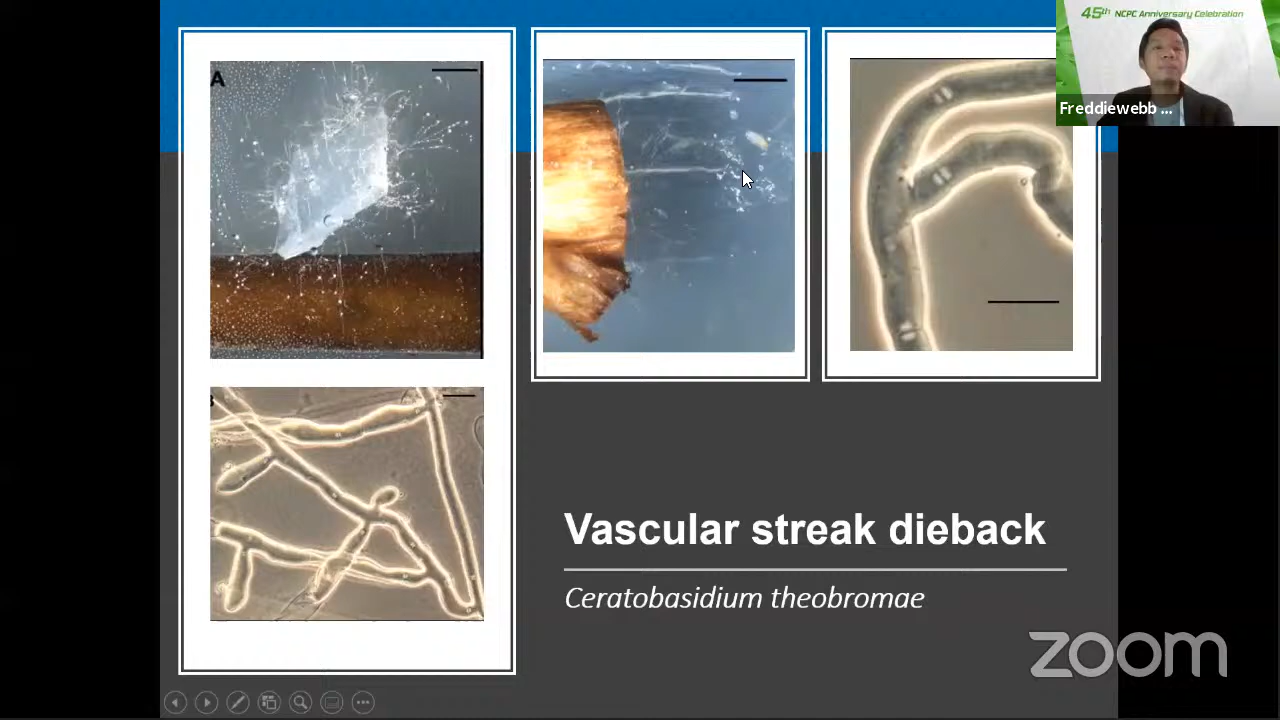 A
45th NCPC Anniversary Celebration
Freddiewebb ...
B
Vascular streak dieback
Ceratobasidium theobromae
zoom